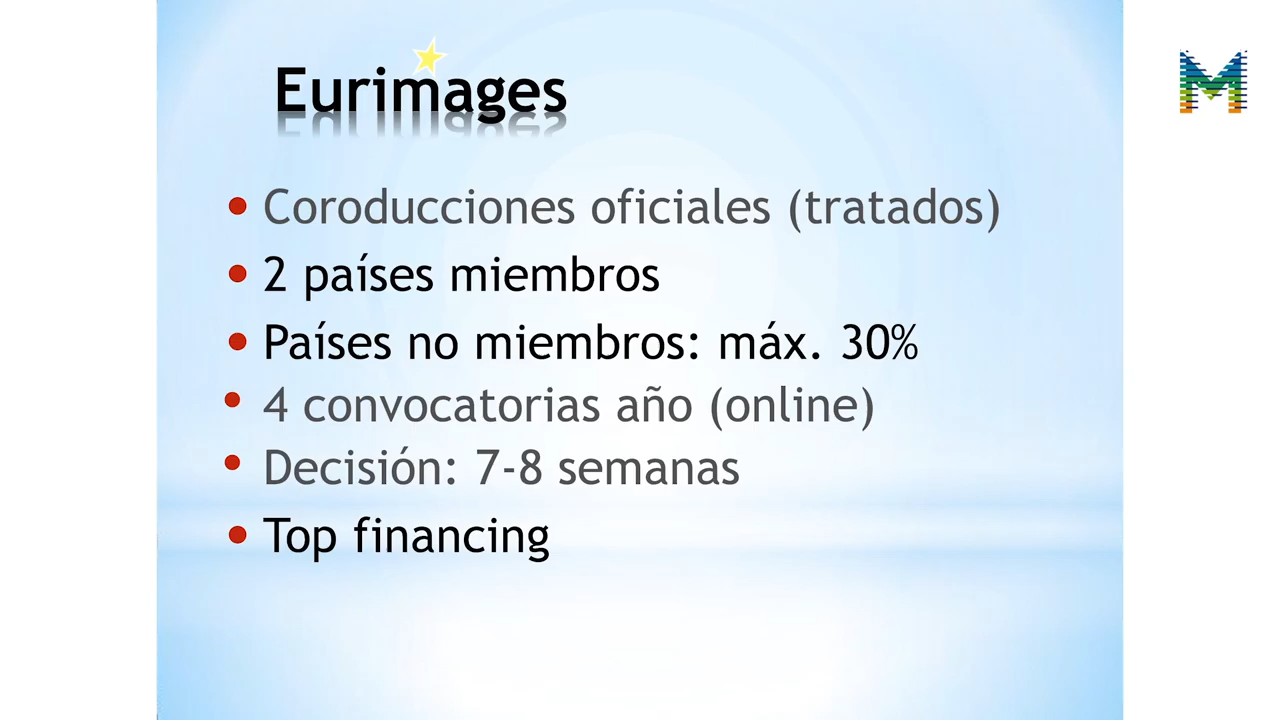 Eurimages
Coroducciones oficiales (tratados)
2 países miembros
Países no miembros: máx. 30%
4 convocatorias año (online)
Decisión: 7-8 semanas
Top financing
M